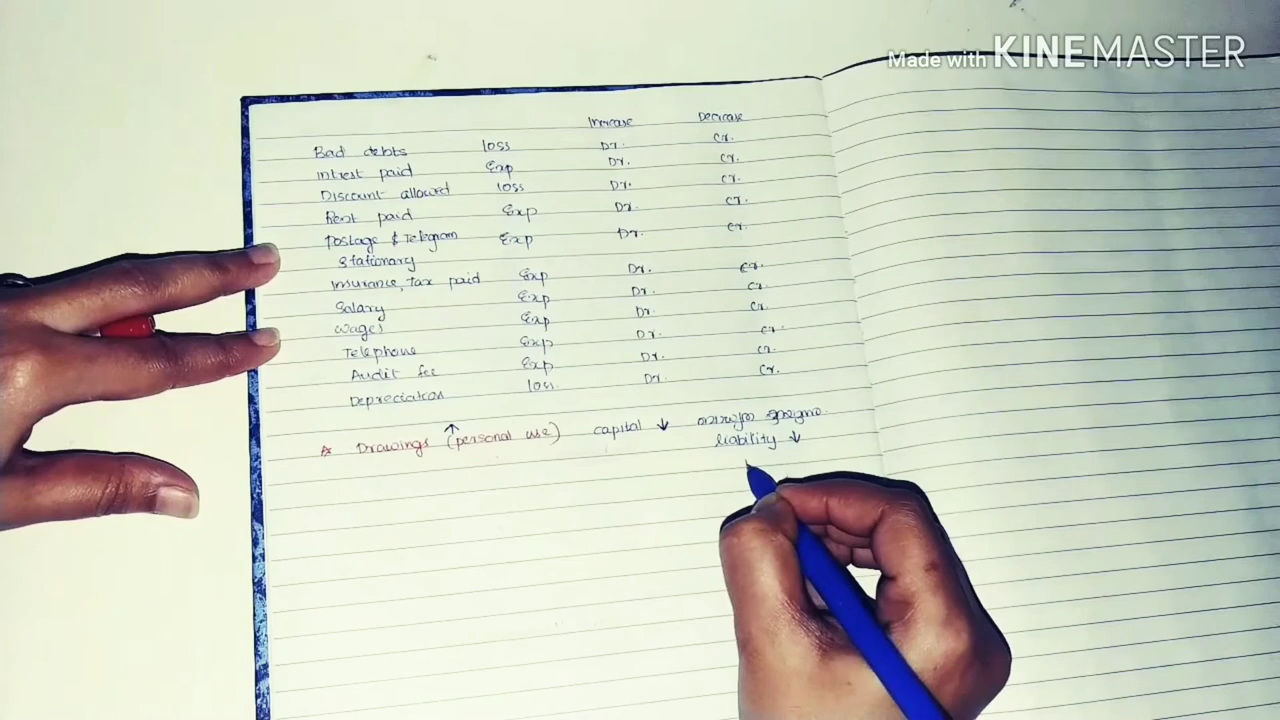 Made with KINEMASTER
Increase Decrease
Bad debts loss Dr. Cr.
Intrest paid Exp Dr. Cr.
Discount allowed loss Dr. Cr.
Rent paid Exp Dr. Cr.
Postage & Telegram Exp Dr. Cr.
Stationary
Insurance, tax paid Exp Dr. Cr.
Salary Exp Dr. Cr.
Wages Exp Dr. Cr.
Telephone Exp Dr. Cr.
Audit fee Exp Dr. Cr.
Depreciation loss Dr. Cr.
* Drawings ↑ (personal use) capital ↓
liability ↓